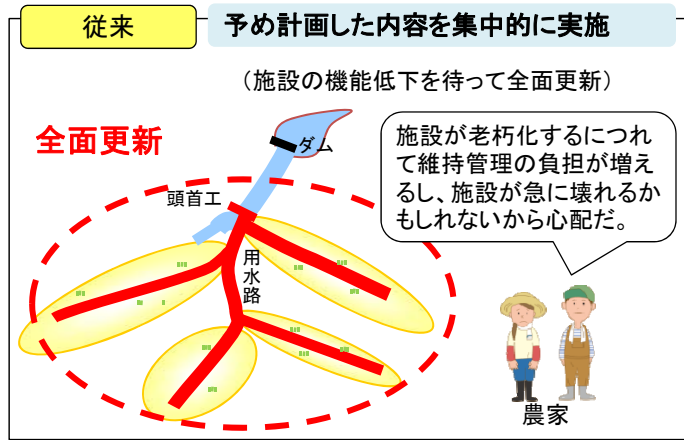 従来
予め計画した内容を集中的に実施
（施設の機能低下を待って全面更新）
全面更新
ダム
施設が老朽化するにつれ
て維持管理の負担が増え
るし、施設が急に壊れるか
もしれないから心配だ。
頭首工
用水路
農家